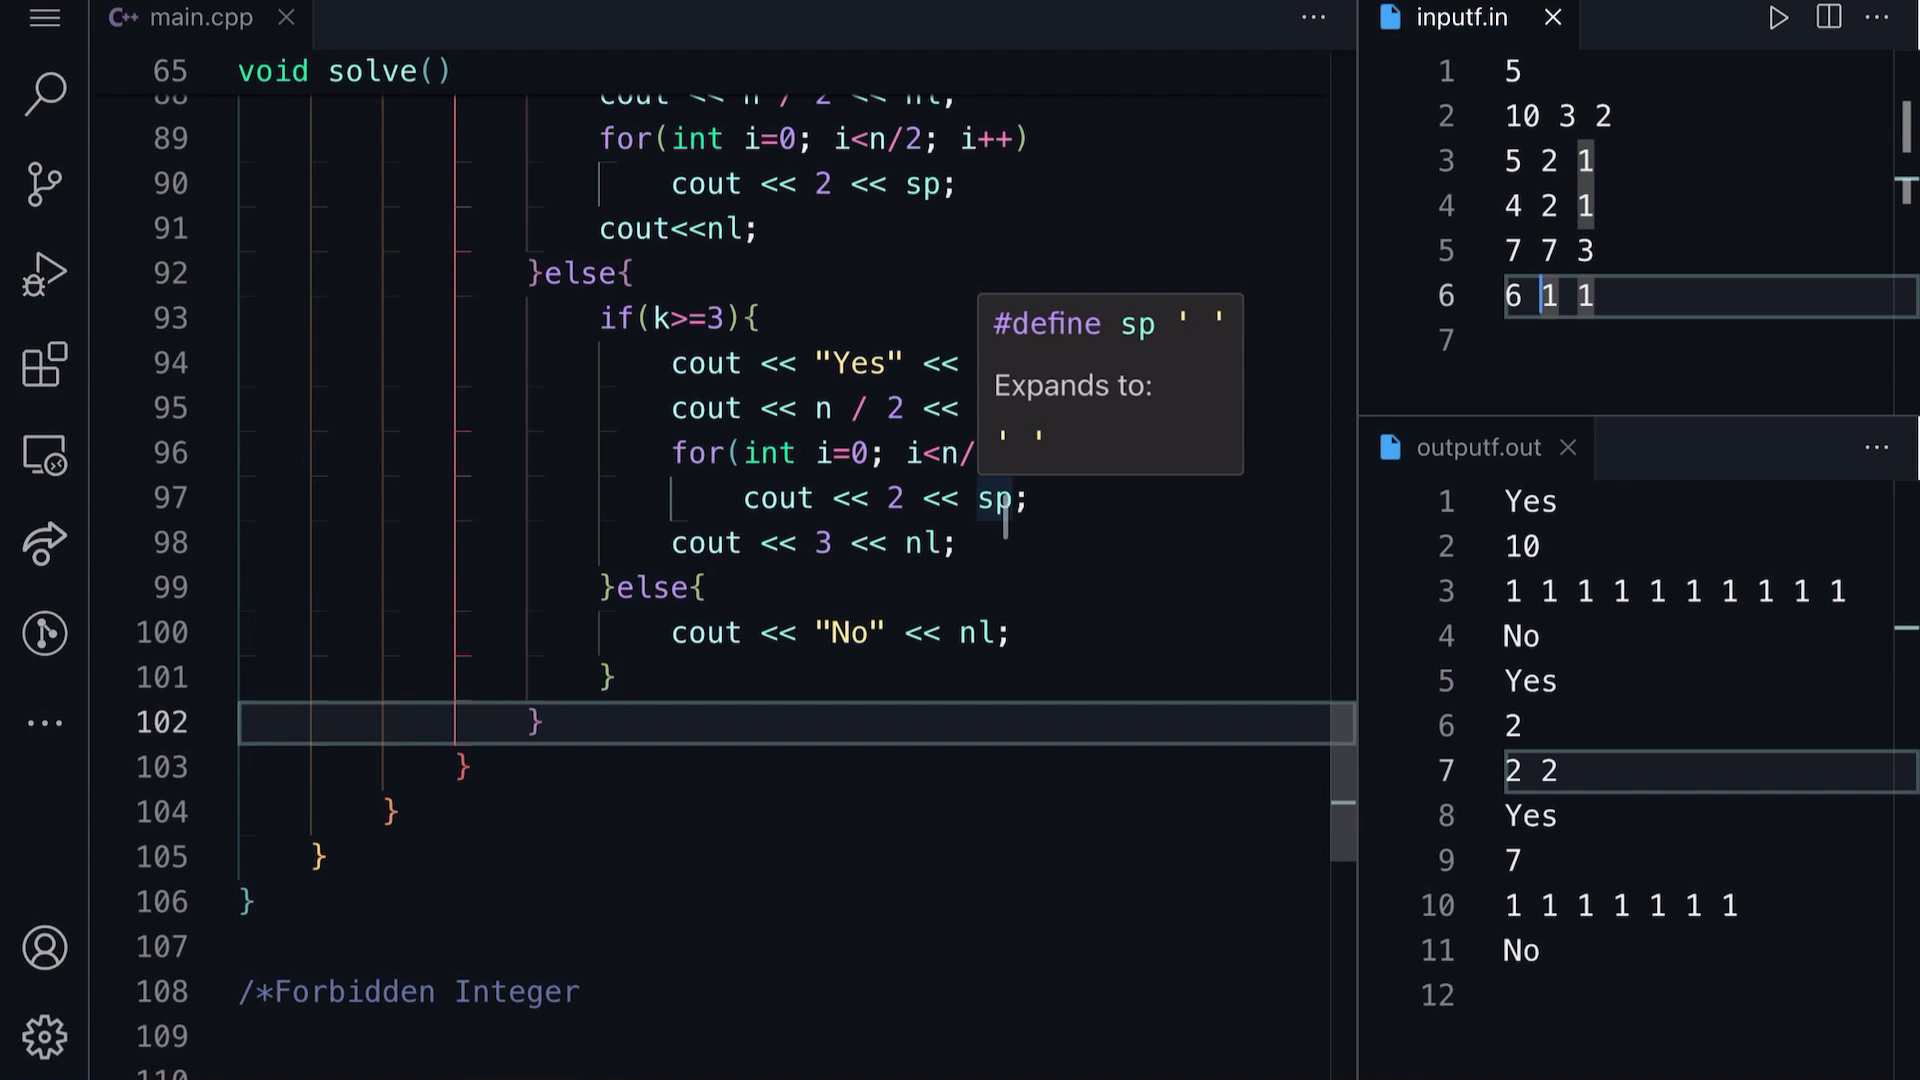 main.cpp
65 void solve()
88 cout << n / 2 << nl;
89 for(int i=0; i<n/2; i++)
90 cout << 2 << sp;
91 cout<<nl;
92 }else{
93 if(k>=3){
94 cout << "Yes" <<
95 cout << n / 2 <<
96 for(int i=0; i<n/
97 cout << 2 << sp;
98 cout << 3 << nl;
99 }else{
100 cout << "No" << nl;
101 }
102 }
103 }
104 }
105 }
106 }
107
108 /*Forbidden Integer
109
110
#define sp ' '
Expands to:
' '
inputf.in
1 5
2 10 3 2
3 5 2 1
4 4 2 1
5 7 7 3
6 6 1 1
7
outputf.out
1 Yes
2 10
3 1 1 1 1 1 1 1 1 1 1
4 No
5 Yes
6 2
7 2 2
8 Yes
9 7
10 1 1 1 1 1 1 1
11 No
12